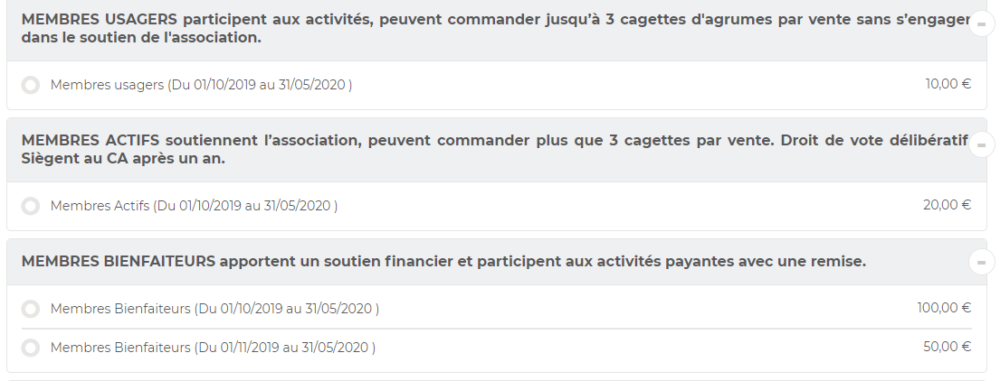 MEMBRES USAGERS participent aux activités, peuvent commander jusqu’à 3 cagettes d'agrumes par vente sans s’engager
dans le soutien de l'association.
Membres usagers (Du 01/10/2019 au 31/05/2020 )
10,00 €
MEMBRES ACTIFS soutiennent l’association, peuvent commander plus que 3 cagettes par vente. Droit de vote délibératif
Siègent au CA après un an.
Membres Actifs (Du 01/10/2019 au 31/05/2020 )
20,00 €
MEMBRES BIENFAITEURS apportent un soutien financier et participent aux activités payantes avec une remise.
Membres Bienfaiteurs (Du 01/10/2019 au 31/05/2020 )
100,00 €
Membres Bienfaiteurs (Du 01/11/2019 au 31/05/2020 )
50,00 €